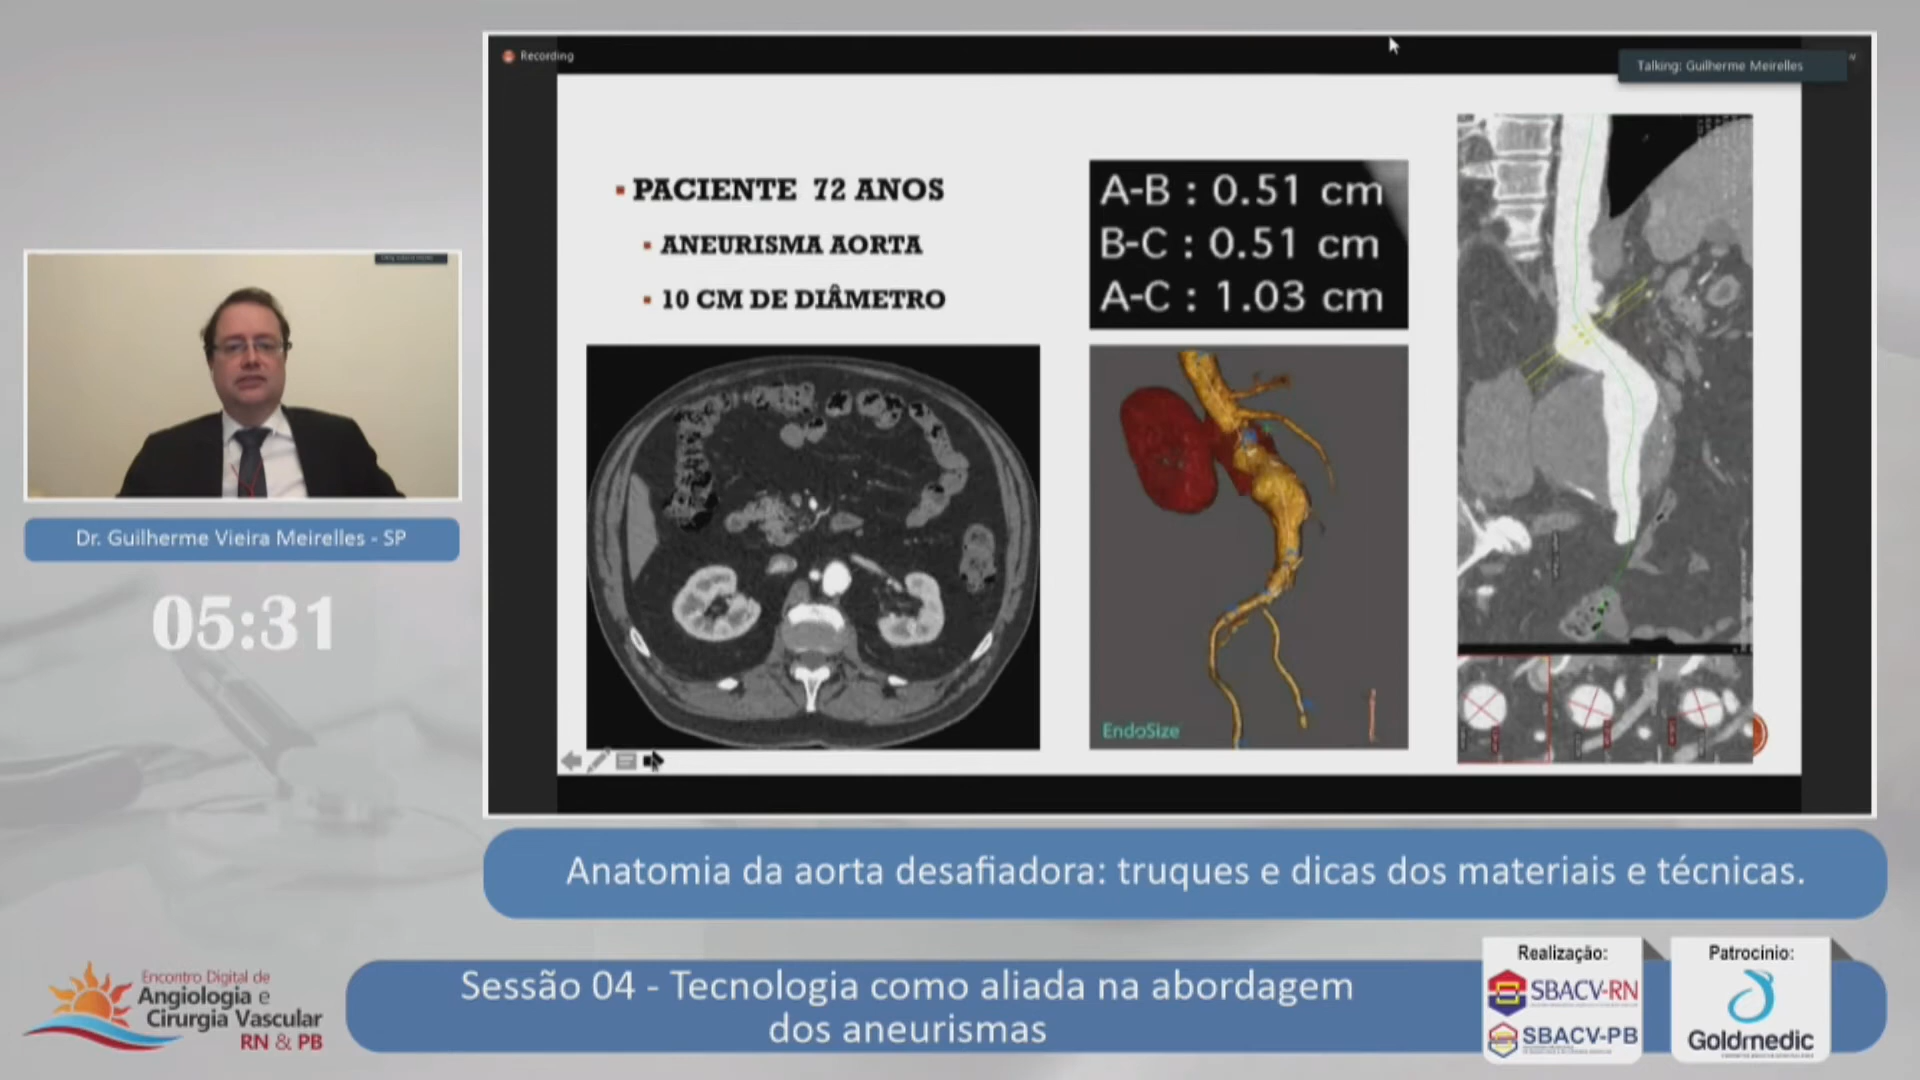 Recording
Talking: Guilherme Meirelles
PACIENTE 72 ANOS
ANEURISMA AORTA
10 CM DE DIÂMETRO
A-B : 0.51 cm
B-C : 0.51 cm
A-C : 1.03 cm
EndoSize
Dr. Guilherme Vieira Meirelles - SP
05:31
Anatomia da aorta desafiadora: truques e dicas dos materiais e técnicas.
Sessão 04 - Tecnologia como aliada na abordagem
dos aneurismas
Encontro Digital de
Angiologia e
Cirurgia Vascular
RN & PB
Realização:
SBACV-RN
SBACV-PB
Patrocinio:
Goldmedic